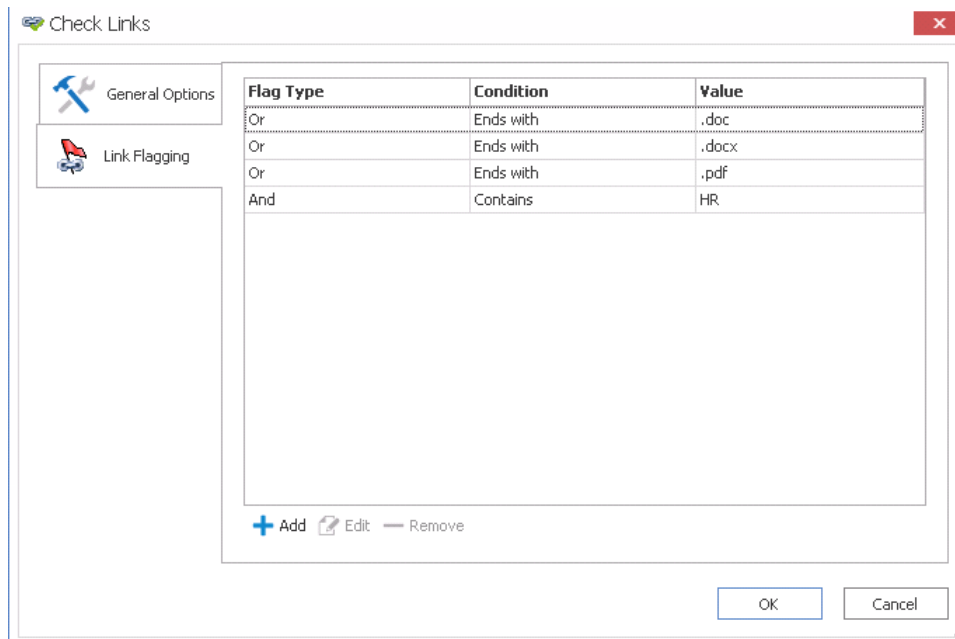 Check Links
General Options
Link Flagging
Flag Type Condition Value
Or Ends with .doc
Or Ends with .docx
Or Ends with .pdf
And Contains HR
Add Edit Remove
OK Cancel